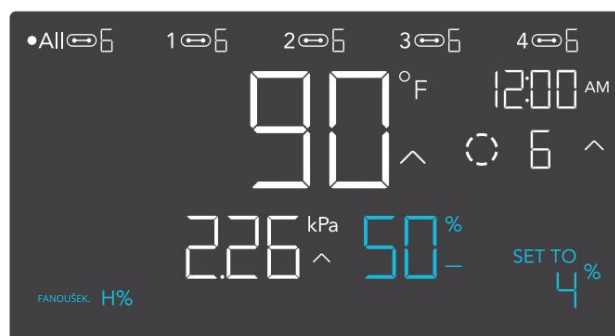 •All 6 1 6 2 6 3 6 4 6
90 °F 12:00 AM
6
2.26 kPa 50 %
SET TO
4 %
FANOUŠEK. H%